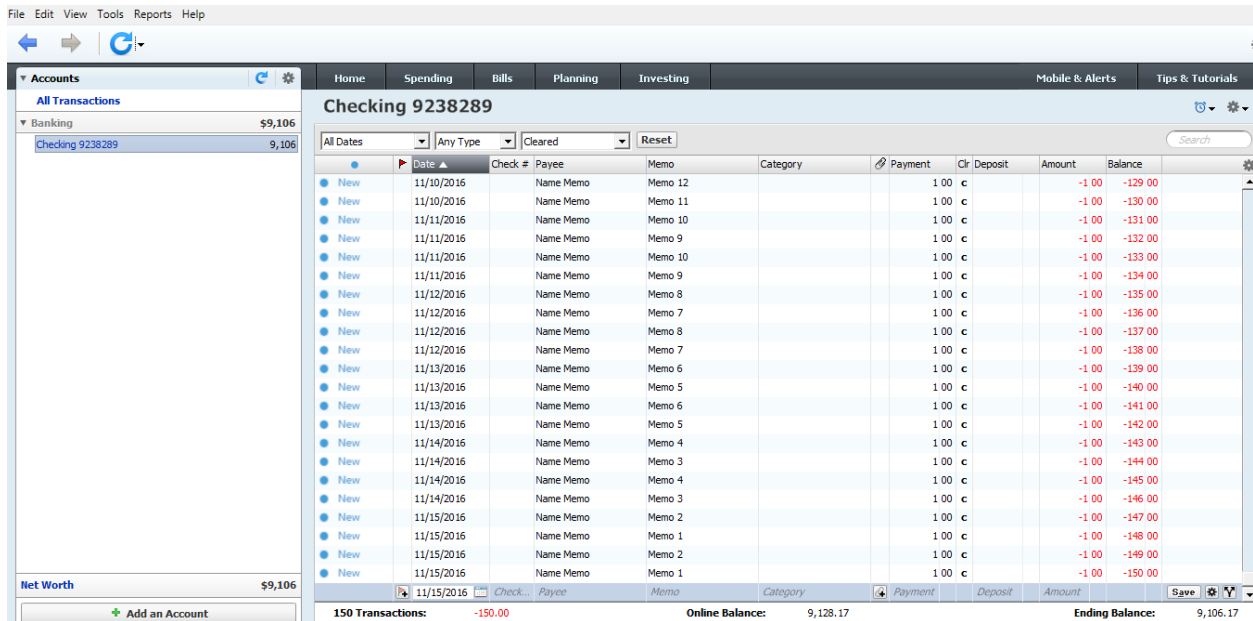 File Edit View Tools Reports Help
Accounts
All Transactions
Banking $9,106
Checking 9238289 9,106
Net Worth $9,106
Add an Account
Home Spending Bills Planning Investing Mobile & Alerts Tips & Tutorials
Checking 9238289
All Dates Any Type Cleared Reset Search
Date Check # Payee Memo Category Payment Clr Deposit Amount Balance
New 11/10/2016 Name Memo Memo 12 1 00 c -1 00 -129 00
New 11/10/2016 Name Memo Memo 11 1 00 c -1 00 -130 00
New 11/11/2016 Name Memo Memo 10 1 00 c -1 00 -131 00
New 11/11/2016 Name Memo Memo 9 1 00 c -1 00 -132 00
New 11/11/2016 Name Memo Memo 10 1 00 c -1 00 -133 00
New 11/11/2016 Name Memo Memo 9 1 00 c -1 00 -134 00
New 11/12/2016 Name Memo Memo 8 1 00 c -1 00 -135 00
New 11/12/2016 Name Memo Memo 7 1 00 c -1 00 -136 00
New 11/12/2016 Name Memo Memo 8 1 00 c -1 00 -137 00
New 11/12/2016 Name Memo Memo 7 1 00 c -1 00 -138 00
New 11/13/2016 Name Memo Memo 6 1 00 c -1 00 -139 00
New 11/13/2016 Name Memo Memo 5 1 00 c -1 00 -140 00
New 11/13/2016 Name Memo Memo 6 1 00 c -1 00 -141 00
New 11/13/2016 Name Memo Memo 5 1 00 c -1 00 -142 00
New 11/14/2016 Name Memo Memo 4 1 00 c -1 00 -143 00
New 11/14/2016 Name Memo Memo 3 1 00 c -1 00 -144 00
New 11/14/2016 Name Memo Memo 4 1 00 c -1 00 -145 00
New 11/14/2016 Name Memo Memo 3 1 00 c -1 00 -146 00
New 11/15/2016 Name Memo Memo 2 1 00 c -1 00 -147 00
New 11/15/2016 Name Memo Memo 1 1 00 c -1 00 -148 00
New 11/15/2016 Name Memo Memo 2 1 00 c -1 00 -149 00
New 11/15/2016 Name Memo Memo 1 1 00 c -1 00 -150 00
11/15/2016 Check... Payee Memo Category Payment Deposit Amount Save
150 Transactions: -150.00 Online Balance: 9,128.17 Ending Balance: 9,106.17